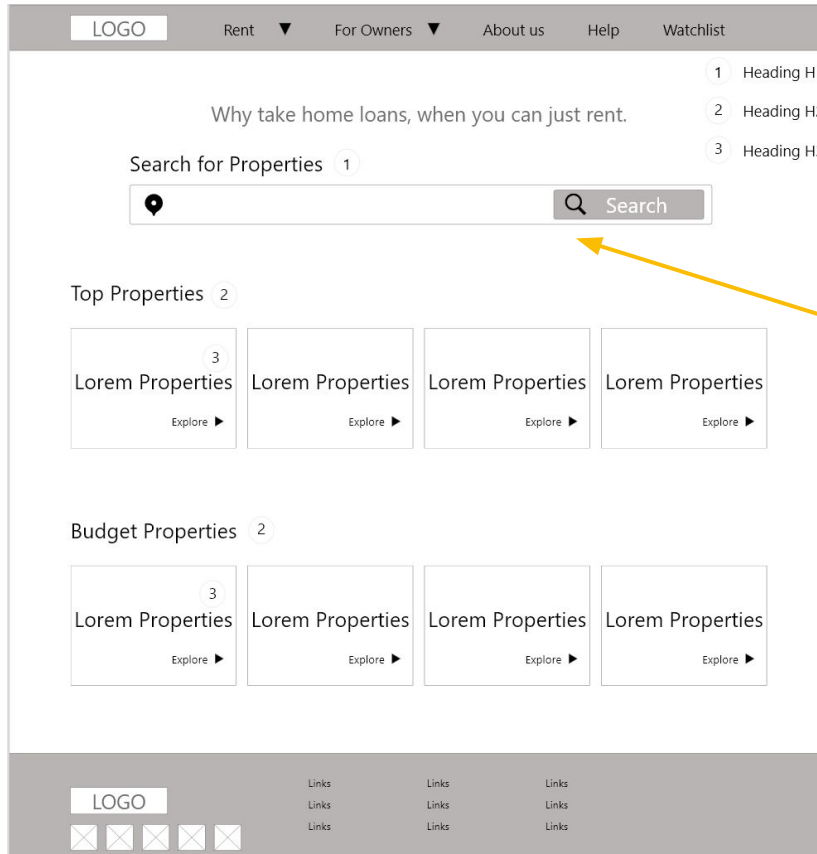 LOGO Rent For Owners About us Help Watchlist
1 Heading H
2 Heading H
3 Heading H
Why take home loans, when you can just rent.
Search for Properties 1
Search
Top Properties 2
3
Lorem Properties Lorem Properties Lorem Properties Lorem Properties
Explore Explore Explore Explore
Budget Properties 2
3
Lorem Properties Lorem Properties Lorem Properties Lorem Properties
Explore Explore Explore Explore
Links Links Links
LOGO Links Links Links
Links Links Links